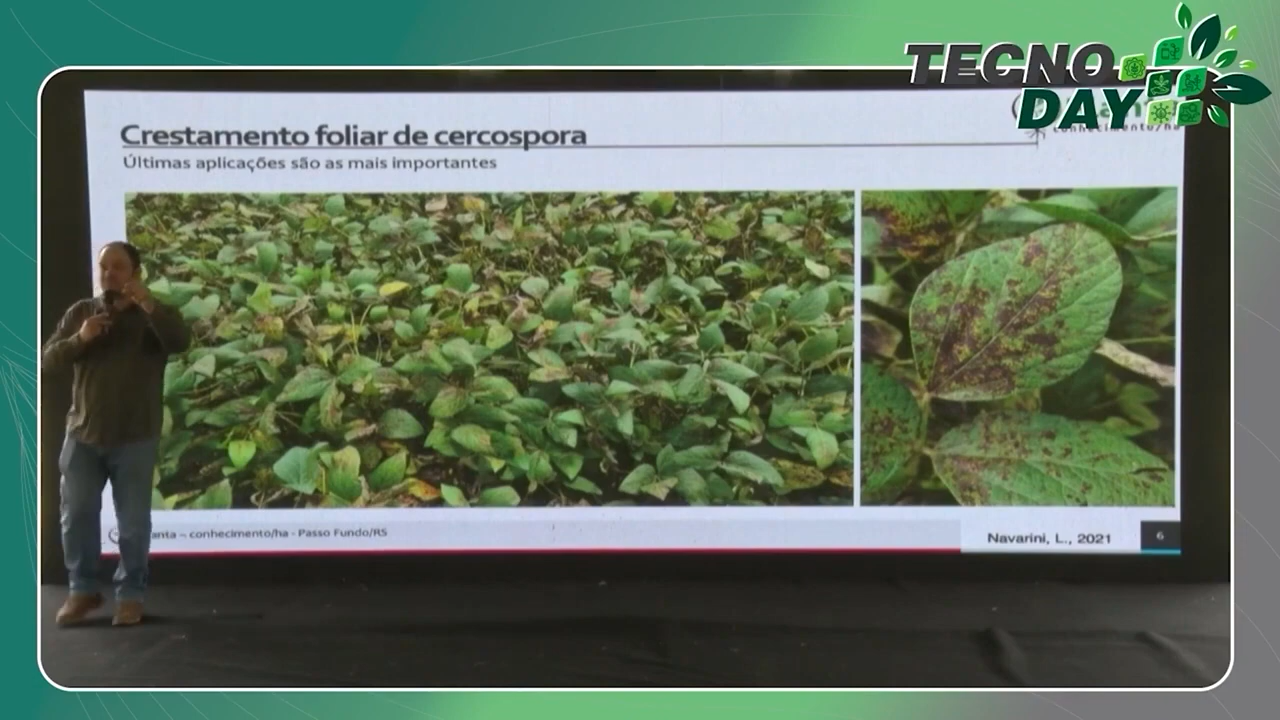 TECNO
DAY
Crestamento foliar de cercospora
Últimas aplicações são as mais importantes
conhecimento/ha
anta – conhecimento/ha - Passo Fundo/RS
Navarini, L., 2021
6